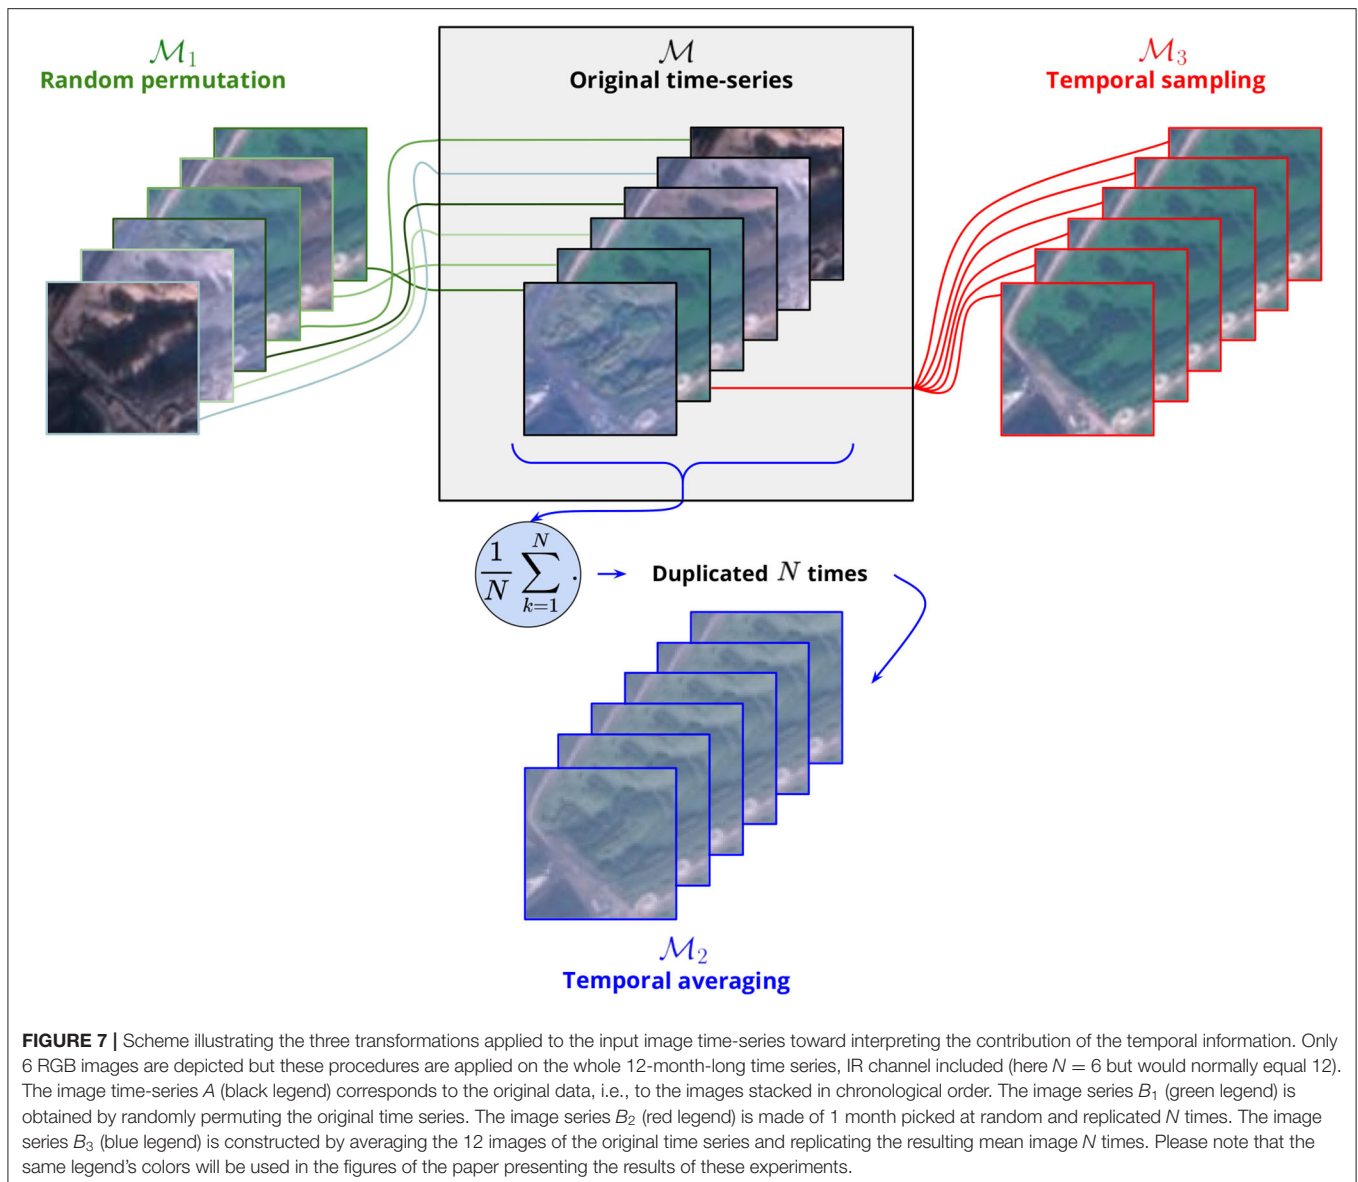 M₁
Random permutation
M
Original time-series
M₃
Temporal sampling
1/N ∑ₖ₌₁ᴺ .
Duplicated N times
M₂
Temporal averaging
FIGURE 7 | Scheme illustrating the three transformations applied to the input image time-series toward interpreting the contribution of the temporal information. Only
6 RGB images are depicted but these procedures are applied on the whole 12-month-long time series, IR channel included (here N = 6 but would normally equal 12).
The image time-series A (black legend) corresponds to the original data, i.e., to the images stacked in chronological order. The image series B₁ (green legend) is
obtained by randomly permuting the original time series. The image series B₂ (red legend) is made of 1 month picked at random and replicated N times. The image
series B₃ (blue legend) is constructed by averaging the 12 images of the original time series and replicating the resulting mean image N times. Please note that the
same legend's colors will be used in the figures of the paper presenting the results of these experiments.